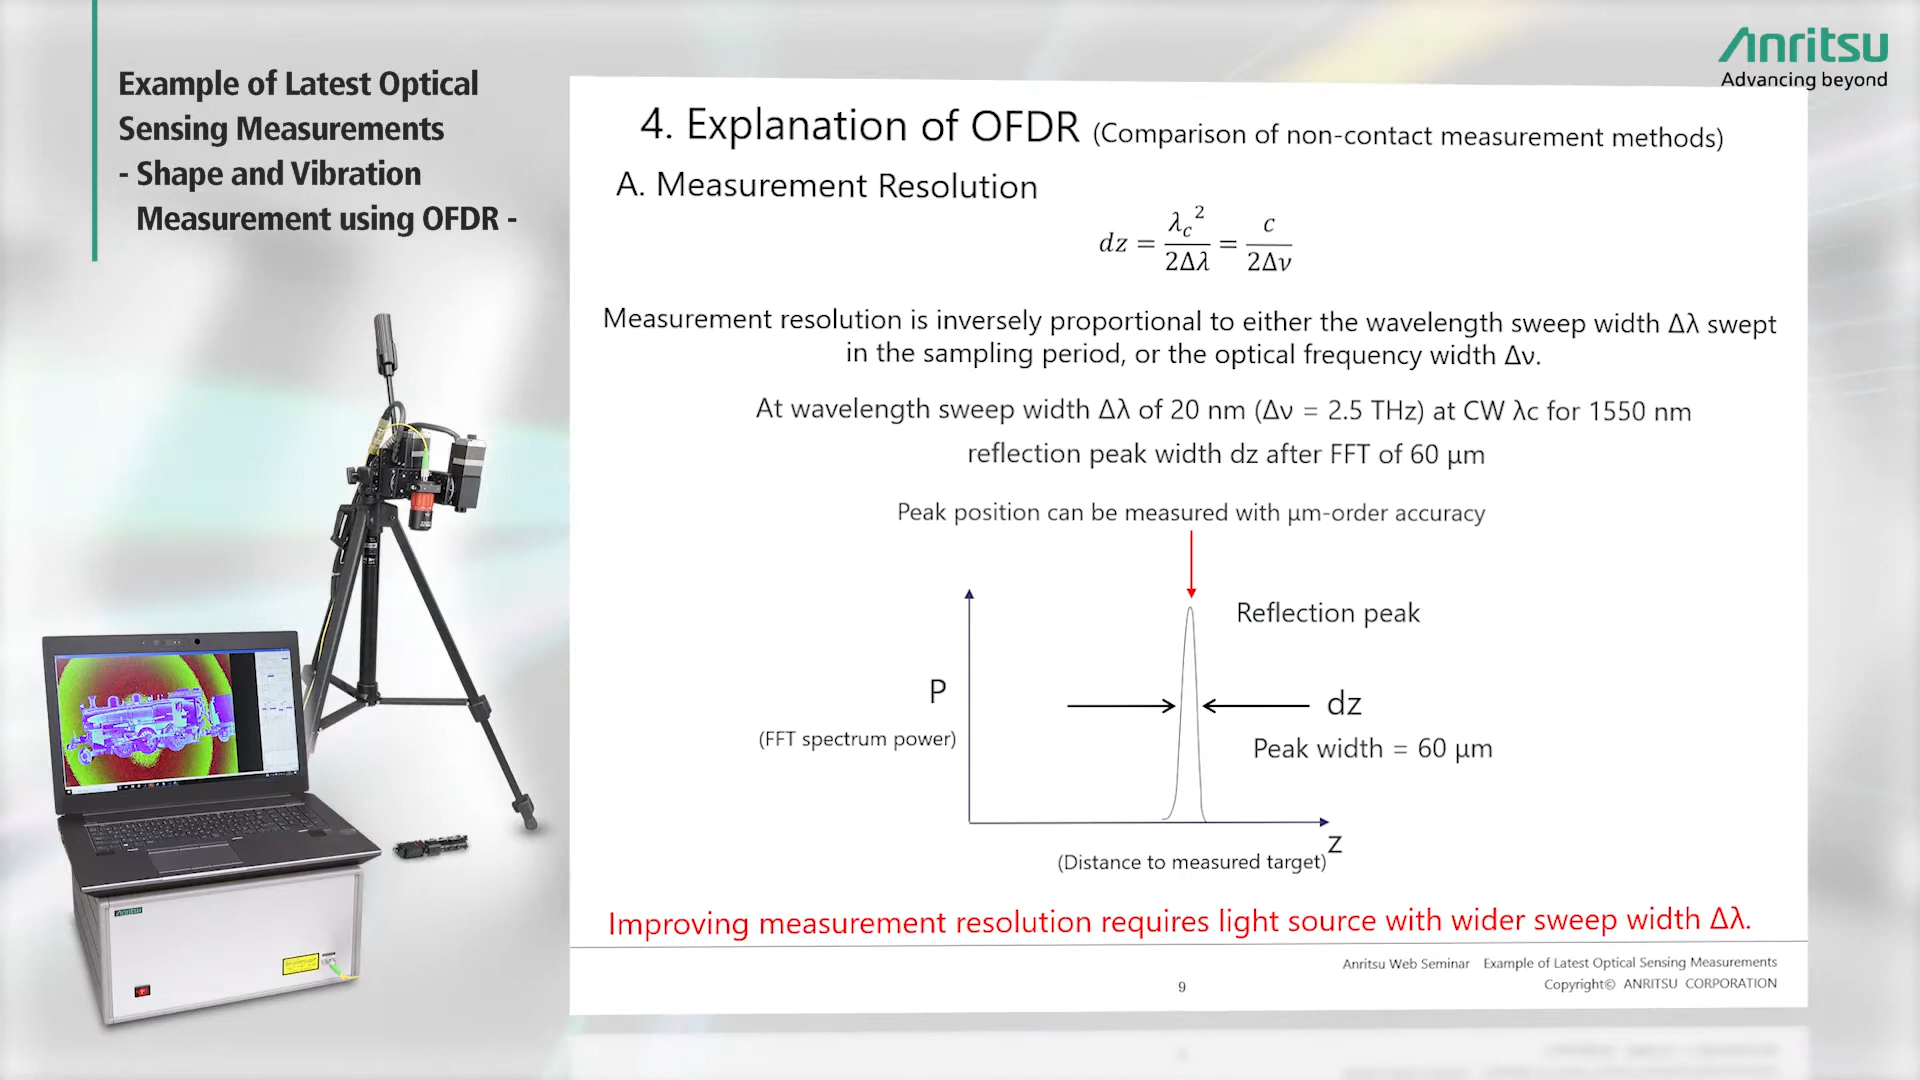 Anritsu
Advancing beyond
Example of Latest Optical
Sensing Measurements
- Shape and Vibration
Measurement using OFDR -
4. Explanation of OFDR (Comparison of non-contact measurement methods)
A. Measurement Resolution
dz = λc² / 2Δλ = c / 2Δν
Measurement resolution is inversely proportional to either the wavelength sweep width Δλ swept
in the sampling period, or the optical frequency width Δν.
At wavelength sweep width Δλ of 20 nm (Δν = 2.5 THz) at CW λc for 1550 nm
reflection peak width dz after FFT of 60 μm
Peak position can be measured with μm-order accuracy
Reflection peak
P
(FFT spectrum power)
dz
Peak width = 60 μm
z
(Distance to measured target)
Improving measurement resolution requires light source with wider sweep width Δλ.
Anritsu Web Seminar Example of Latest Optical Sensing Measurements
Copyright© ANRITSU CORPORATION
9
Anritsu